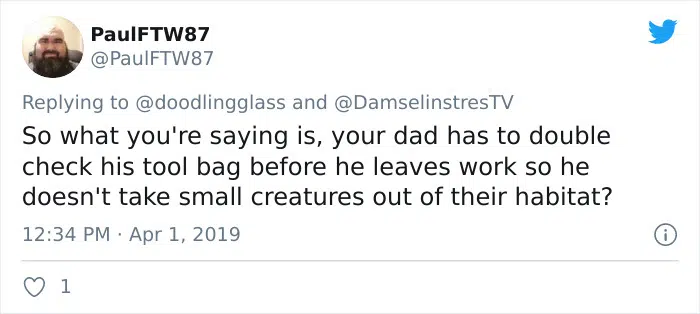 PaulFTW87
@PaulFTW87
Replying to @doodlingglass and @DamselinstresTV
So what you're saying is, your dad has to double
check his tool bag before he leaves work so he
doesn't take small creatures out of their habitat?
12:34 PM · Apr 1, 2019
1